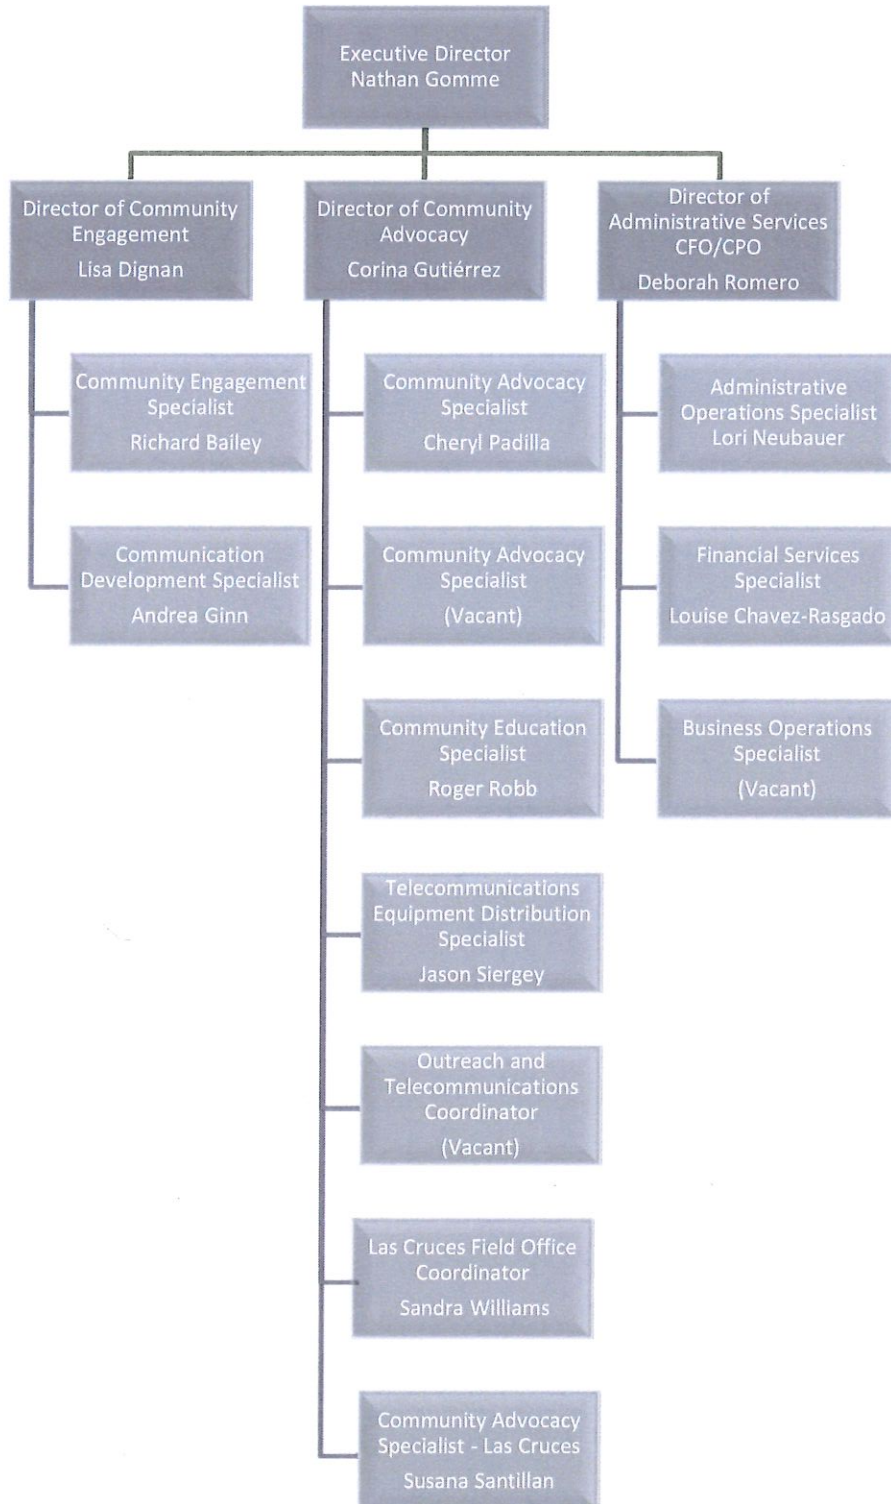 Executive Director
Nathan Gomme
Director of Community
Engagement
Lisa Dignan
Director of Community
Advocacy
Corina Gutiérrez
Director of
Administrative Services
CFO/CPO
Deborah Romero
Community Engagement
Specialist
Richard Bailey
Communication
Development Specialist
Andrea Ginn
Community Advocacy
Specialist
Cheryl Padilla
Community Advocacy
Specialist
(Vacant)
Community Education
Specialist
Roger Robb
Telecommunications
Equipment Distribution
Specialist
Jason Siergey
Outreach and
Telecommunications
Coordinator
(Vacant)
Las Cruces Field Office
Coordinator
Sandra Williams
Community Advocacy
Specialist - Las Cruces
Susana Santillan
Administrative
Operations Specialist
Lori Neubauer
Financial Services
Specialist
Louise Chavez-Rasgado
Business Operations
Specialist
(Vacant)